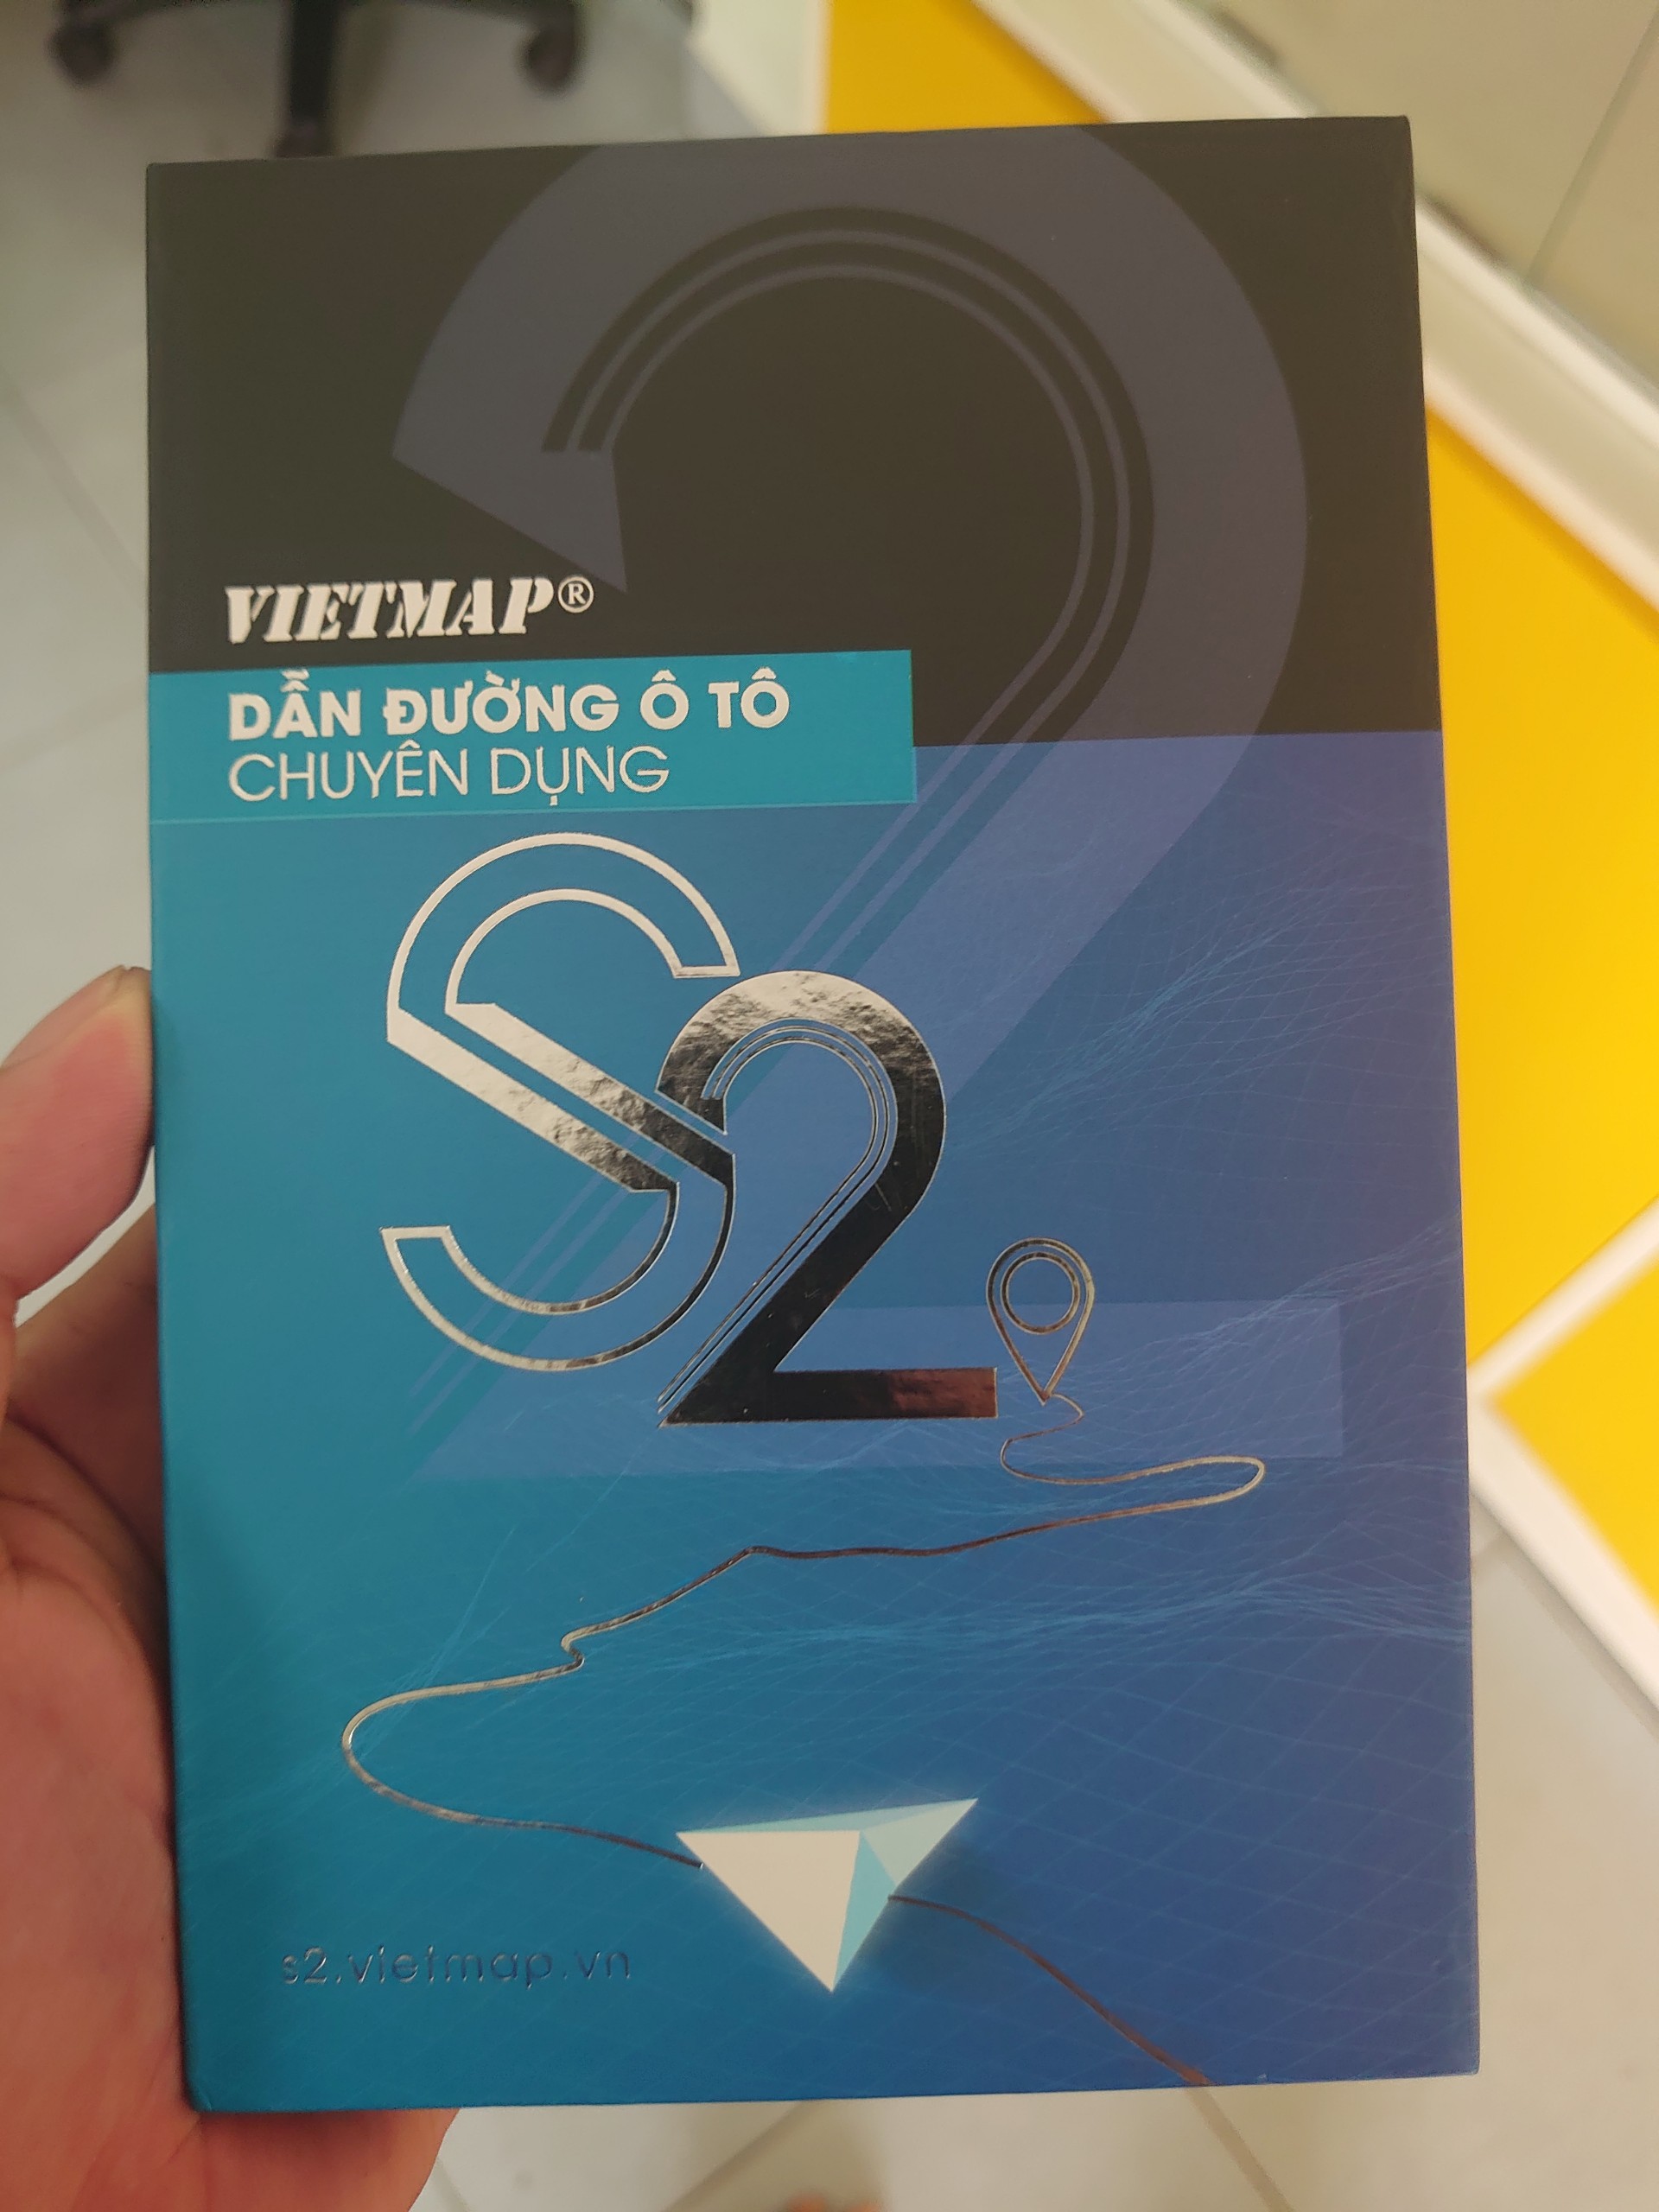 VIETMAP®
DẪN ĐƯỜNG Ô TÔ
CHUYÊN DỤNG
S2
s2.vietmap.vn